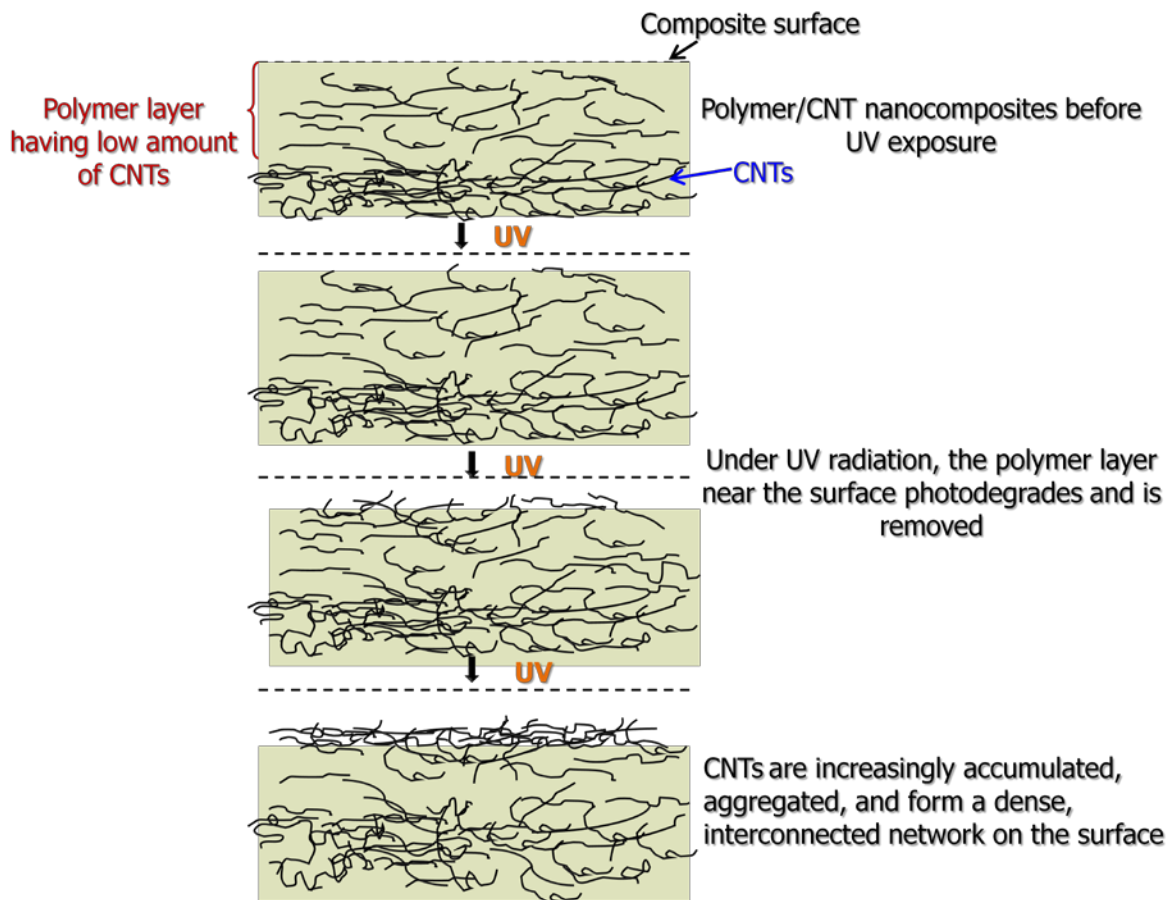 Composite surface
Polymer layer
having low amount
of CNTs
Polymer/CNT nanocomposites before
UV exposure
CNTs
UV
UV
Under UV radiation, the polymer layer
near the surface photodegrades and is
removed
UV
CNTs are increasingly accumulated,
aggregated, and form a dense,
interconnected network on the surface